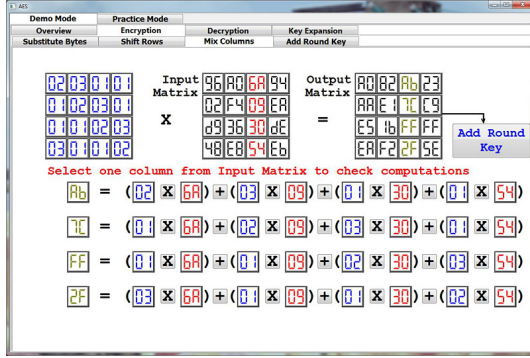 AES
Demo Mode Practice Mode
Overview Encryption Decryption Key Expansion
Substitute Bytes Shift Rows Mix Columns Add Round Key
02 03 01 01 Input Matrix 96 A0 6A 94 Output Matrix A0 82 Ab 23
01 02 03 01 X 02 F4 09 EA = AA E1 7C C9
01 01 02 03 d9 36 30 dE E5 1b FF FF
03 01 01 02 48 E8 54 Eb EA F2 2F 5E
Add Round
Key
Select one column from Input Matrix to check computations
Ab = (02 X 6A) + (03 X 09) + (01 X 30) + (01 X 54)
7C = (01 X 6A) + (02 X 09) + (03 X 30) + (01 X 54)
FF = (01 X 6A) + (01 X 09) + (02 X 30) + (03 X 54)
2F = (03 X 6A) + (01 X 09) + (01 X 30) + (02 X 54)